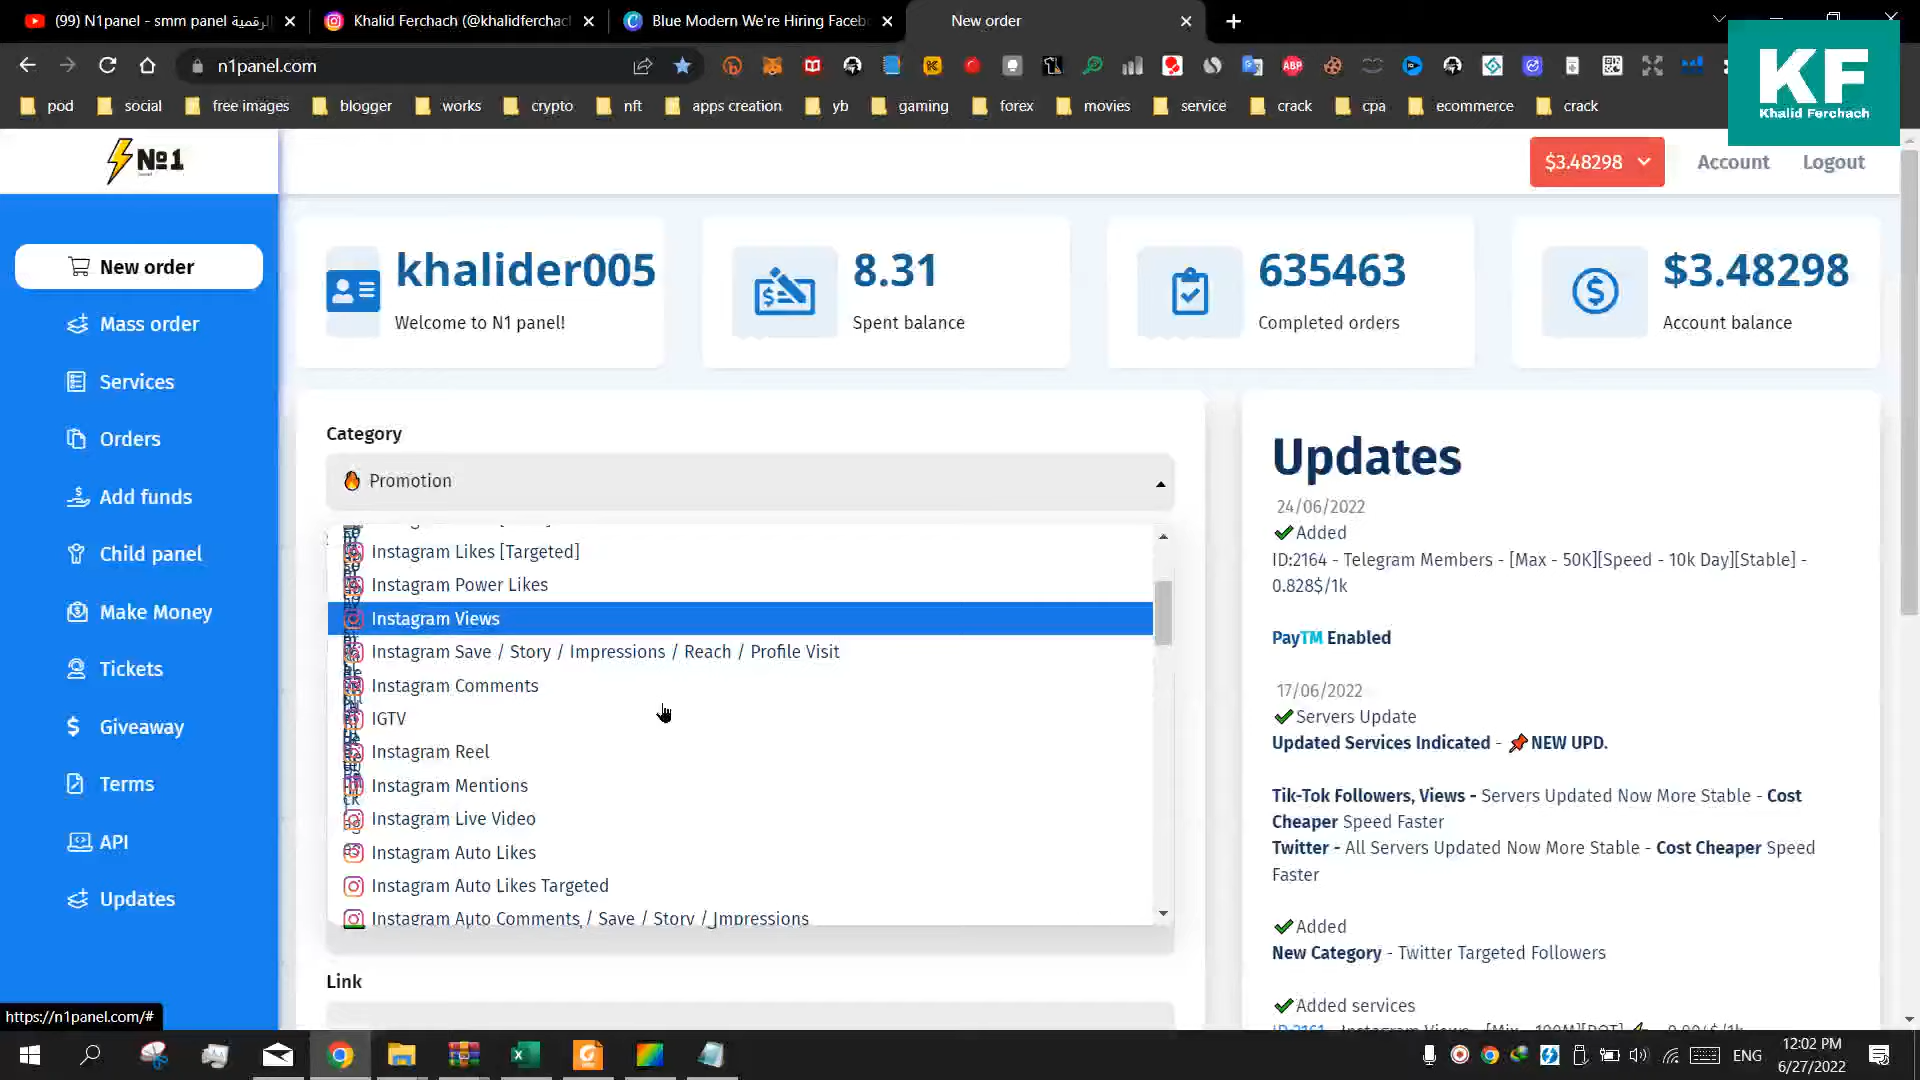 (99) N1panel - smm panel الرقمية
Khalid Ferchach (@khalidferchac
Blue Modern We're Hiring Faceb
New order
n1panel.com
pod
social
free images
blogger
works
crypto
nft
apps creation
yb
gaming
forex
movies
service
crack
cpa
ecommerce
crack
KF
Khalid Ferchach
№1
$3.48298
Account
Logout
New order
Mass order
Services
Orders
Add funds
Child panel
Make Money
Tickets
Giveaway
Terms
API
Updates
khalider005
Welcome to N1 panel!
8.31
Spent balance
635463
Completed orders
$3.48298
Account balance
Category
Promotion
Instagram Likes [Targeted]
Instagram Power Likes
Instagram Views
Instagram Save / Story / Impressions / Reach / Profile Visit
Instagram Comments
IGTV
Instagram Reel
Instagram Mentions
Instagram Live Video
Instagram Auto Likes
Instagram Auto Likes Targeted
Instagram Auto Comments / Save / Story / Impressions
Link
Updates
24/06/2022
Added
ID:2164 - Telegram Members - [Max - 50K][Speed - 10k Day][Stable] -
0.828$/1k
PayTM Enabled
17/06/2022
Servers Update
Updated Services Indicated - NEW UPD.
Tik-Tok Followers, Views - Servers Updated Now More Stable - Cost
Cheaper Speed Faster
Twitter - All Servers Updated Now More Stable - Cost Cheaper Speed
Faster
Added
New Category - Twitter Targeted Followers
Added services
https://n1panel.com/#
ENG
12:02 PM
6/27/2022